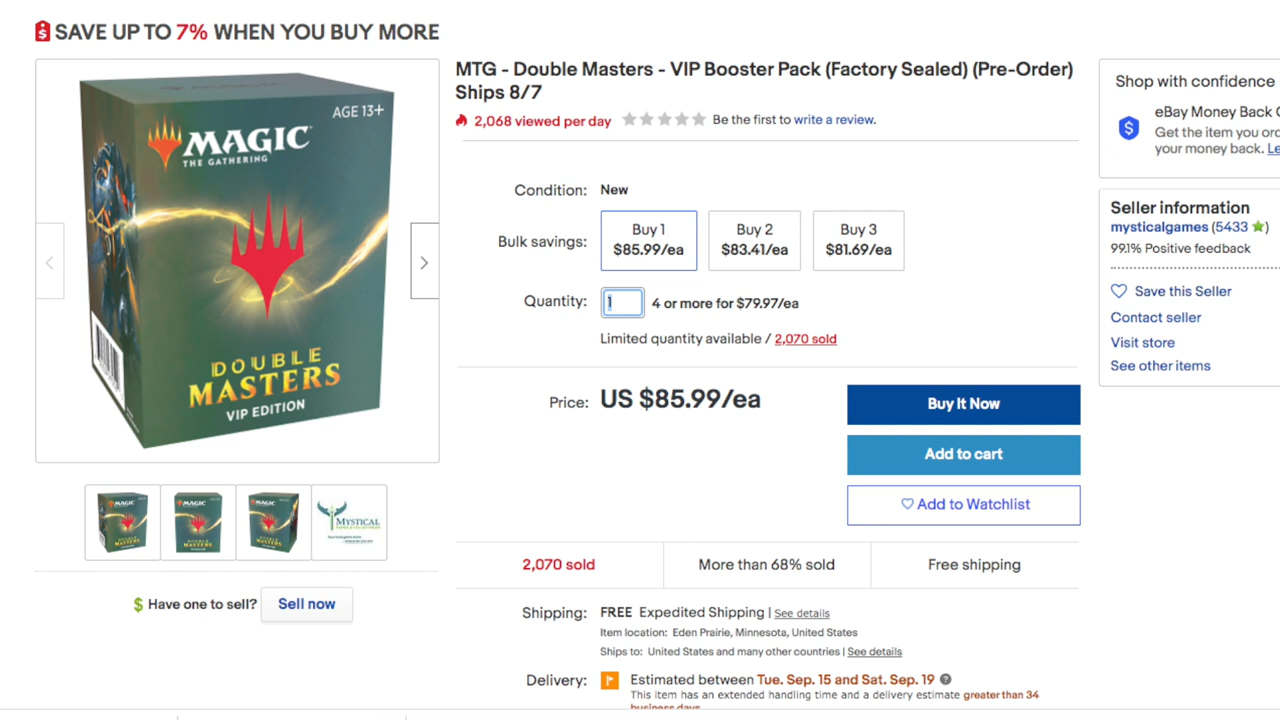 SAVE UP TO 7% WHEN YOU BUY MORE
AGE 13+
MAGIC
THE GATHERING
DOUBLE
MASTERS
VIP EDITION
MTG - Double Masters - VIP Booster Pack (Factory Sealed) (Pre-Order)
Ships 8/7
2,068 viewed per day
Be the first to write a review.
Condition: New
Bulk savings:
Buy 1
$85.99/ea
Buy 2
$83.41/ea
Buy 3
$81.69/ea
Quantity: 1 4 or more for $79.97/ea
Limited quantity available / 2,070 sold
Price: US $85.99/ea
Buy It Now
Add to cart
Add to Watchlist
2,070 sold
More than 68% sold
Free shipping
Shipping: FREE Expedited Shipping | See details
Item location: Eden Prairie, Minnesota, United States
Ships to: United States and many other countries | See details
Delivery: Estimated between Tue. Sep. 15 and Sat. Sep. 19
This item has an extended handling time and a delivery estimate greater than 34
business days.
MYSTICAL
$ Have one to sell? Sell now
Shop with confidence
eBay Money Back
Get the item you
your money back.
Seller information
mysticalgames (5433)
99.1% Positive feedback
Save this Seller
Contact seller
Visit store
See other items